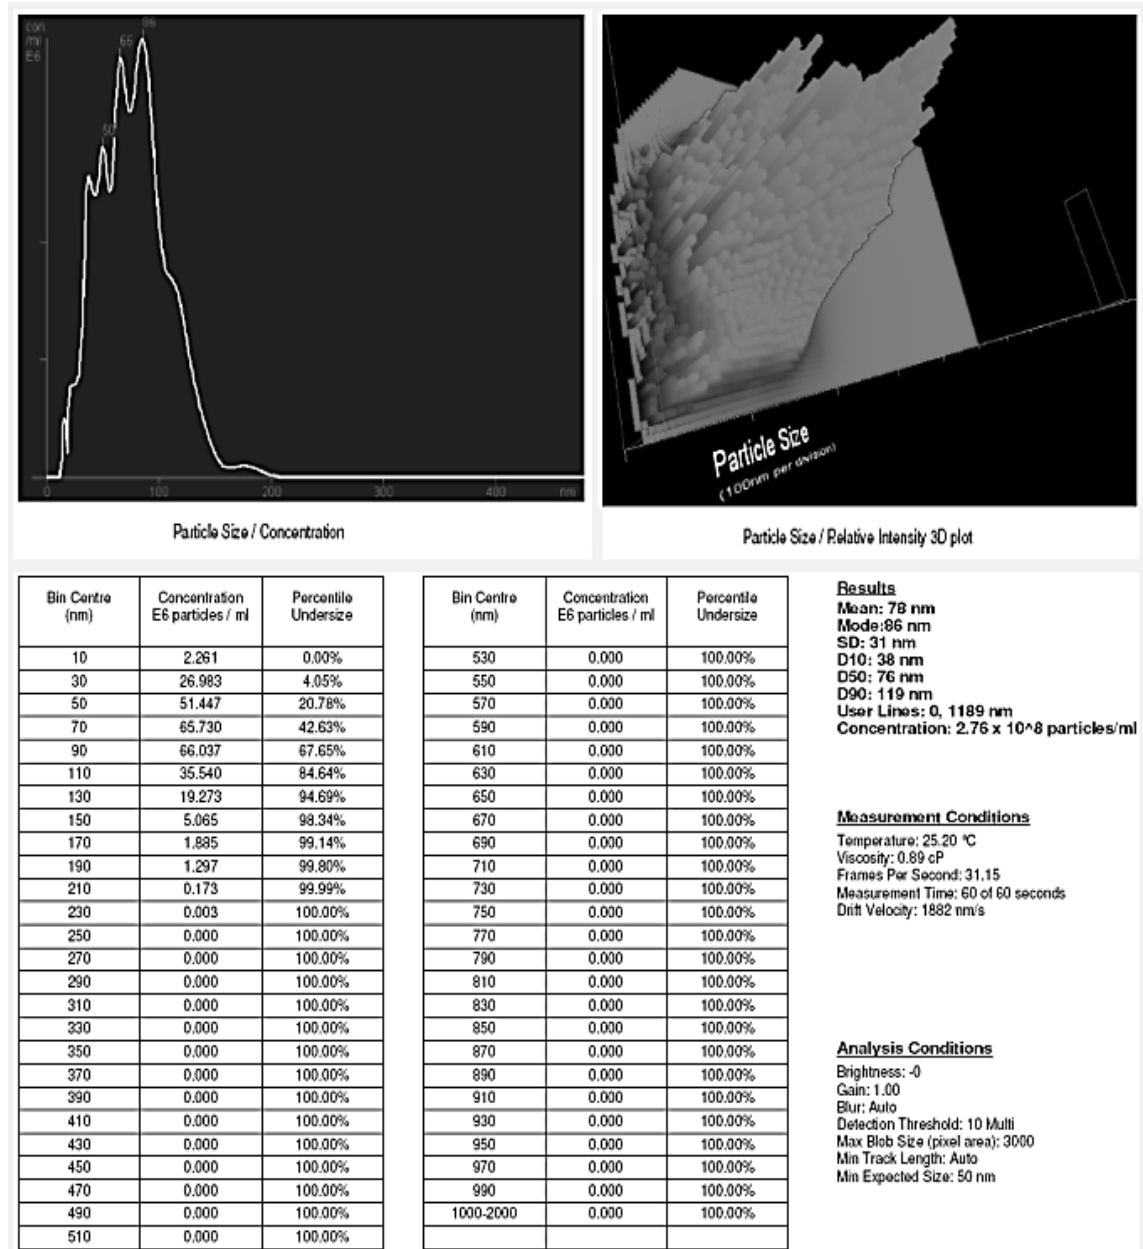 con
/ml
E6
50
66
86
0 100 200 300 400 nm
Particle Size / Concentration
Particle Size
(100nm per division)
Particle Size / Relative Intensity 3D plot
Bin Centre (nm) Concentration E6 particles / ml Percentile Undersize
10 2.261 0.00%
30 26.983 4.05%
50 51.447 20.78%
70 65.730 42.63%
90 66.037 67.65%
110 35.540 84.64%
130 19.273 94.69%
150 5.065 98.34%
170 1.885 99.14%
190 1.297 99.80%
210 0.173 99.99%
230 0.003 100.00%
250 0.000 100.00%
270 0.000 100.00%
290 0.000 100.00%
310 0.000 100.00%
330 0.000 100.00%
350 0.000 100.00%
370 0.000 100.00%
390 0.000 100.00%
410 0.000 100.00%
430 0.000 100.00%
450 0.000 100.00%
470 0.000 100.00%
490 0.000 100.00%
510 0.000 100.00%
Bin Centre (nm) Concentration E6 particles / ml Percentile Undersize
530 0.000 100.00%
550 0.000 100.00%
570 0.000 100.00%
590 0.000 100.00%
610 0.000 100.00%
630 0.000 100.00%
650 0.000 100.00%
670 0.000 100.00%
690 0.000 100.00%
710 0.000 100.00%
730 0.000 100.00%
750 0.000 100.00%
770 0.000 100.00%
790 0.000 100.00%
810 0.000 100.00%
830 0.000 100.00%
850 0.000 100.00%
870 0.000 100.00%
890 0.000 100.00%
910 0.000 100.00%
930 0.000 100.00%
950 0.000 100.00%
970 0.000 100.00%
990 0.000 100.00%
1000-2000 0.000 100.00%
Results
Mean: 78 nm
Mode:86 nm
SD: 31 nm
D10: 38 nm
D50: 76 nm
D90: 119 nm
User Lines: 0, 1189 nm
Concentration: 2.76 x 10^8 particles/ml
Measurement Conditions
Temperature: 25.20 °C
Viscosity: 0.89 cP
Frames Per Second: 31.15
Measurement Time: 60 of 60 seconds
Drift Velocity: 1882 nm/s
Analysis Conditions
Brightness: -0
Gain: 1.00
Blur: Auto
Detection Threshold: 10 Multi
Max Blob Size (pixel area): 3000
Min Track Length: Auto
Min Expected Size: 50 nm